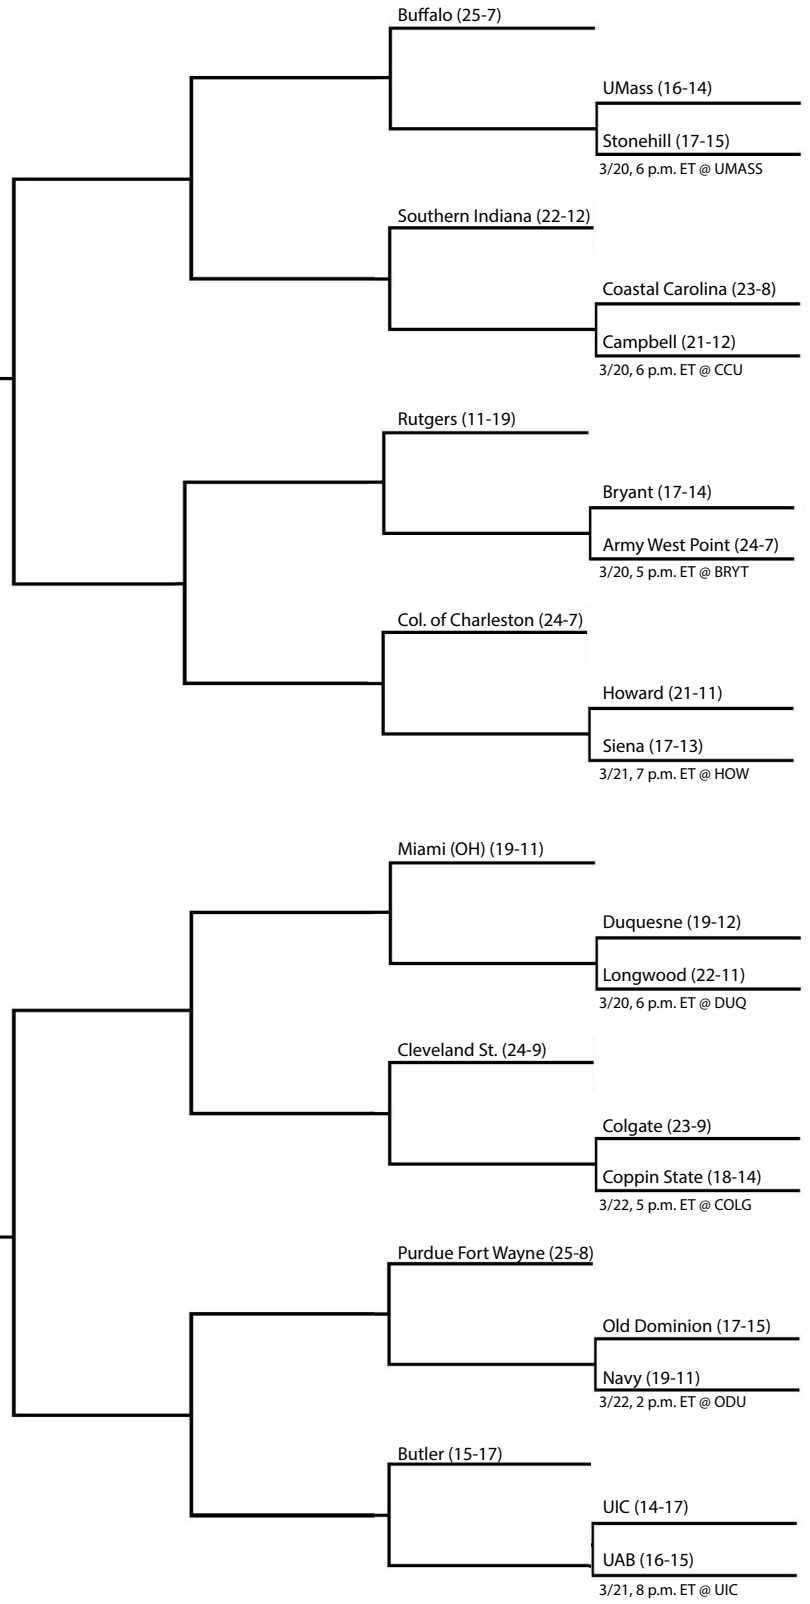 Buffalo (25-7)
UMass (16-14)
Stonehill (17-15)
3/20, 6 p.m. ET @ UMASS
Southern Indiana (22-12)
Coastal Carolina (23-8)
Campbell (21-12)
3/20, 6 p.m. ET @ CCU
Rutgers (11-19)
Bryant (17-14)
Army West Point (24-7)
3/20, 5 p.m. ET @ BRYT
Col. of Charleston (24-7)
Howard (21-11)
Siena (17-13)
3/21, 7 p.m. ET @ HOW
Miami (OH) (19-11)
Duquesne (19-12)
Longwood (22-11)
3/20, 6 p.m. ET @ DUQ
Cleveland St. (24-9)
Colgate (23-9)
Coppin State (18-14)
3/22, 5 p.m. ET @ COLG
Purdue Fort Wayne (25-8)
Old Dominion (17-15)
Navy (19-11)
3/22, 2 p.m. ET @ ODU
Butler (15-17)
UIC (14-17)
UAB (16-15)
3/21, 8 p.m. ET @ UIC